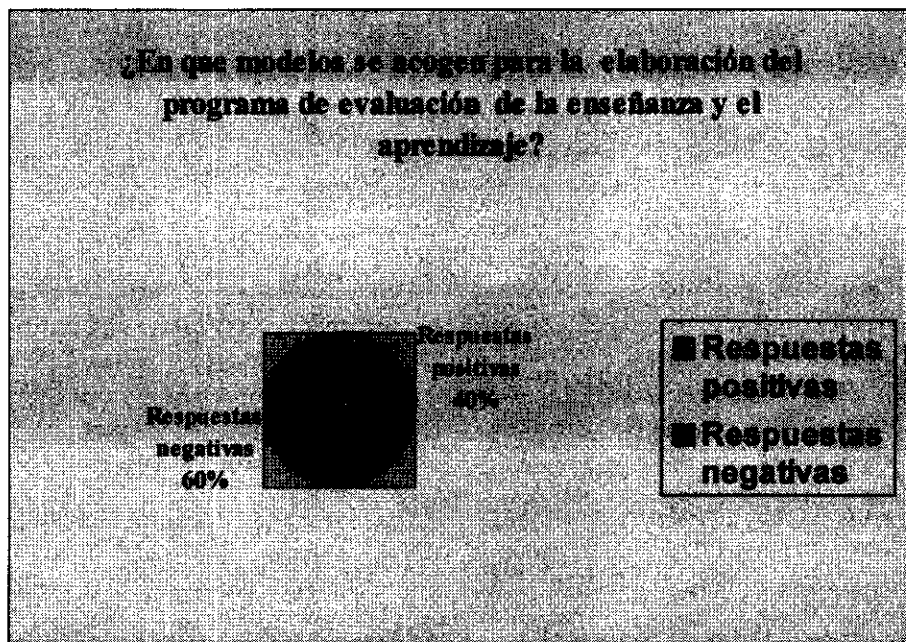 ¿En que modeloa se acogen para la elaboración del
programa de evaluación de la enseñanza y el
aprendizaje?
Respuestas
positivas
40%
Respuestas
negativas
60%
Respuestas
positivas
Respuestas
negativas